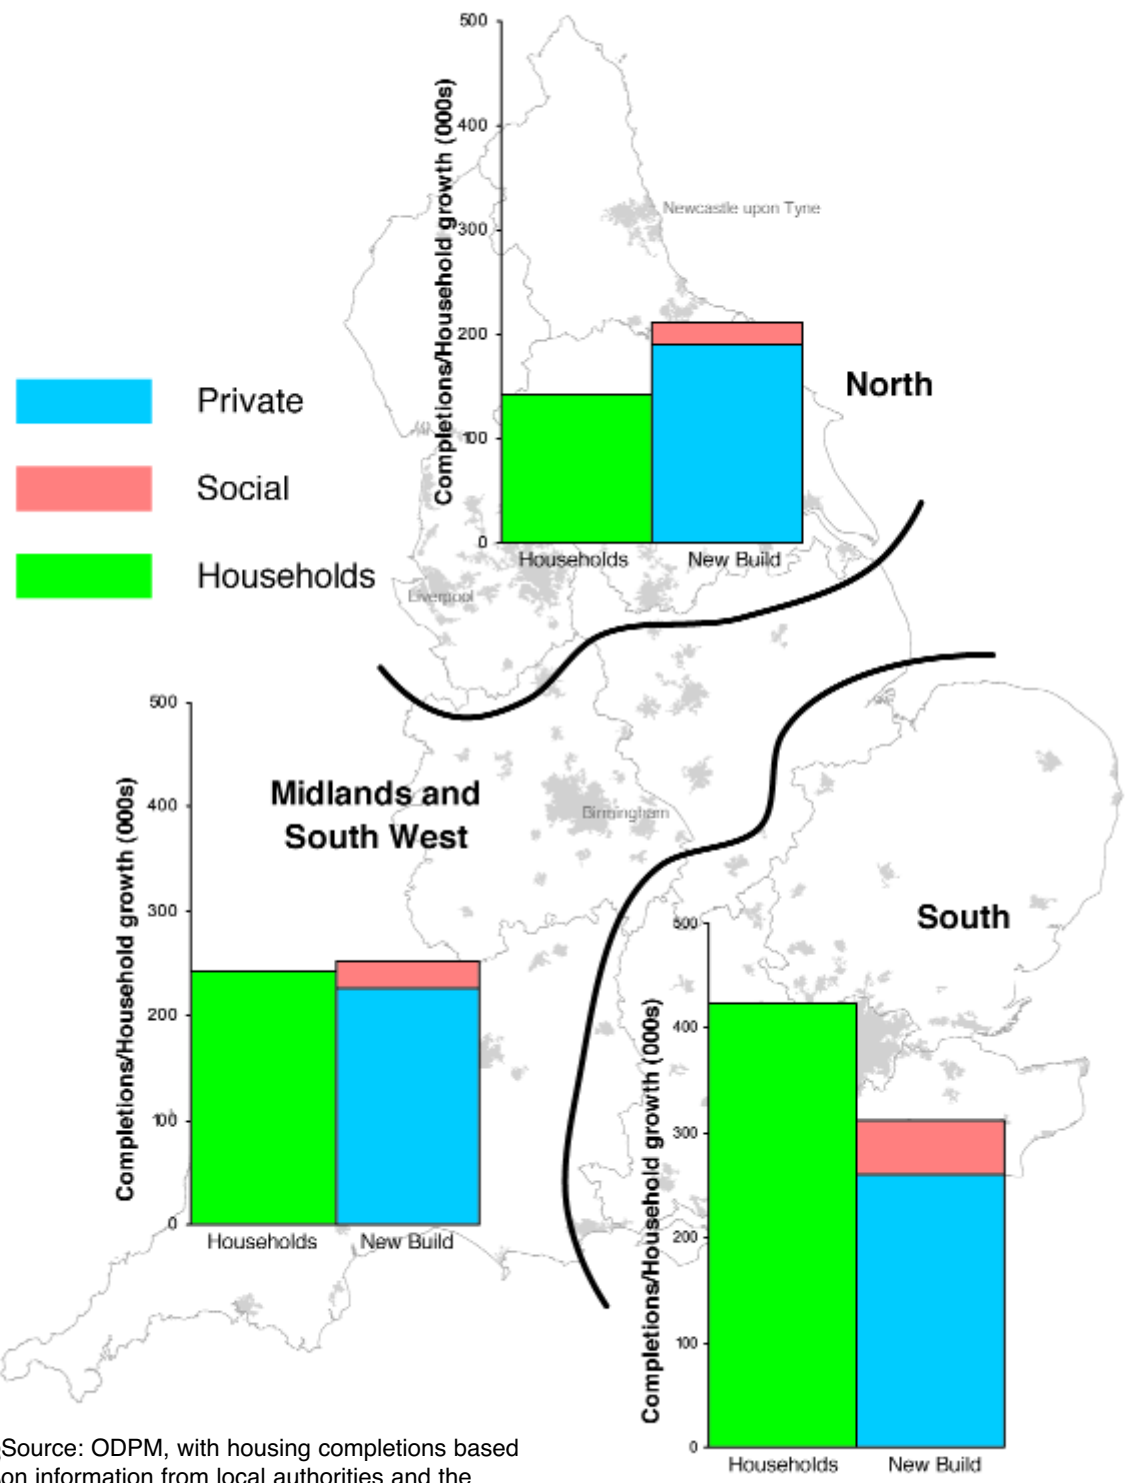 500
400
300
200
100
0
Completions/Household growth (000s)
Newcastle upon Tyne
North
Households
New Build
Private
Social
Households
Liverpool
500
400
300
200
100
0
Completions/Household growth (000s)
Midlands and
South West
Birmingham
Households
New Build
South
500
400
300
200
100
0
Completions/Household growth (000s)
Households
New Build
Source: ODPM, with housing completions based
on information from local authorities and the